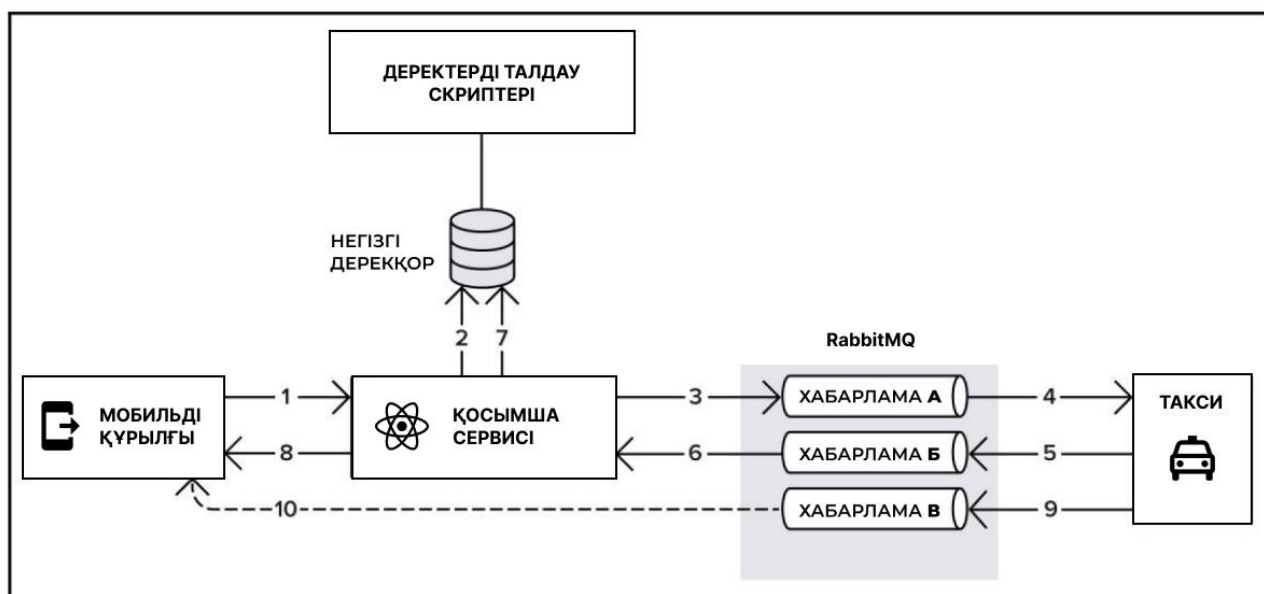 ДЕРЕКТЕРДІ ТАЛДАУ
СКРИПТЕРІ
НЕГІЗГІ
ДЕРЕКҚОР
2
7
RabbitMQ
МОБИЛЬДІ
ҚҰРЫЛҒЫ
1
8
ҚОСЫМША
СЕРВИСІ
3
6
ХАБАРЛАМА А
ХАБАРЛАМА Б
ХАБАРЛАМА В
4
5
9
ТАКСИ
10